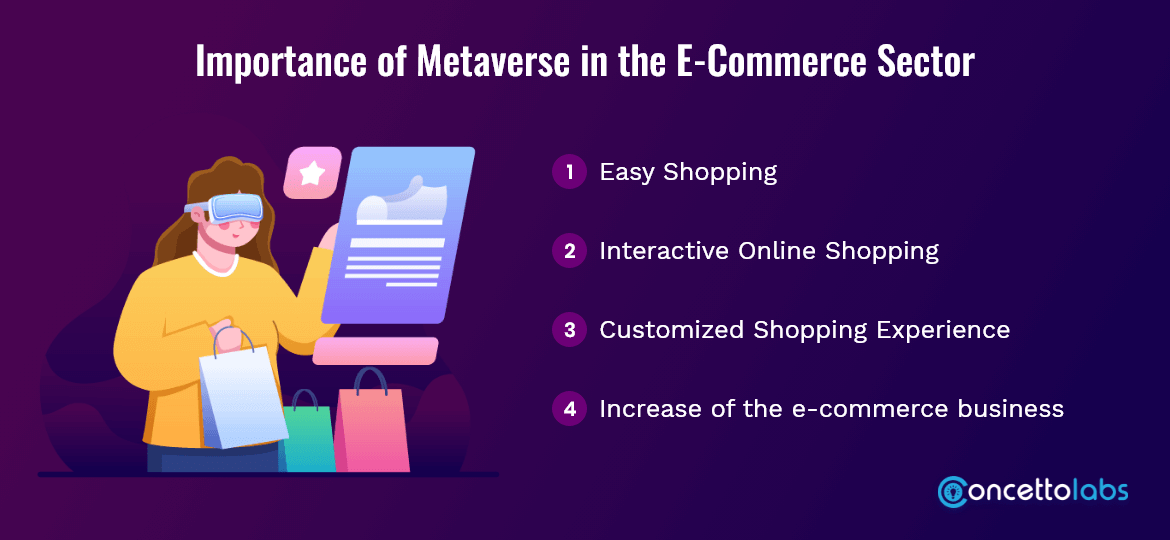 Importance of Metaverse in the E-Commerce Sector
1 Easy Shopping
2 Interactive Online Shopping
3 Customized Shopping Experience
4 Increase of the e-commerce business
Concettolabs